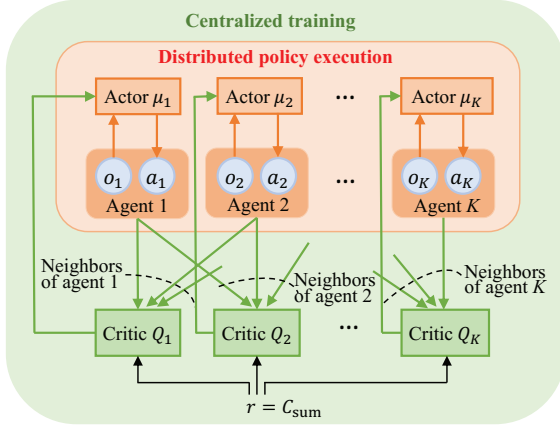 Centralized training
Distributed policy execution
Actor μ1
Actor μ2
...
Actor μK
o1 a1
o2 a2
oK aK
Agent 1
Agent 2
...
Agent K
Neighbors
of agent 1
Neighbors
of agent 2
Neighbors
of agent K
Critic Q1
Critic Q2
...
Critic QK
r = Csum